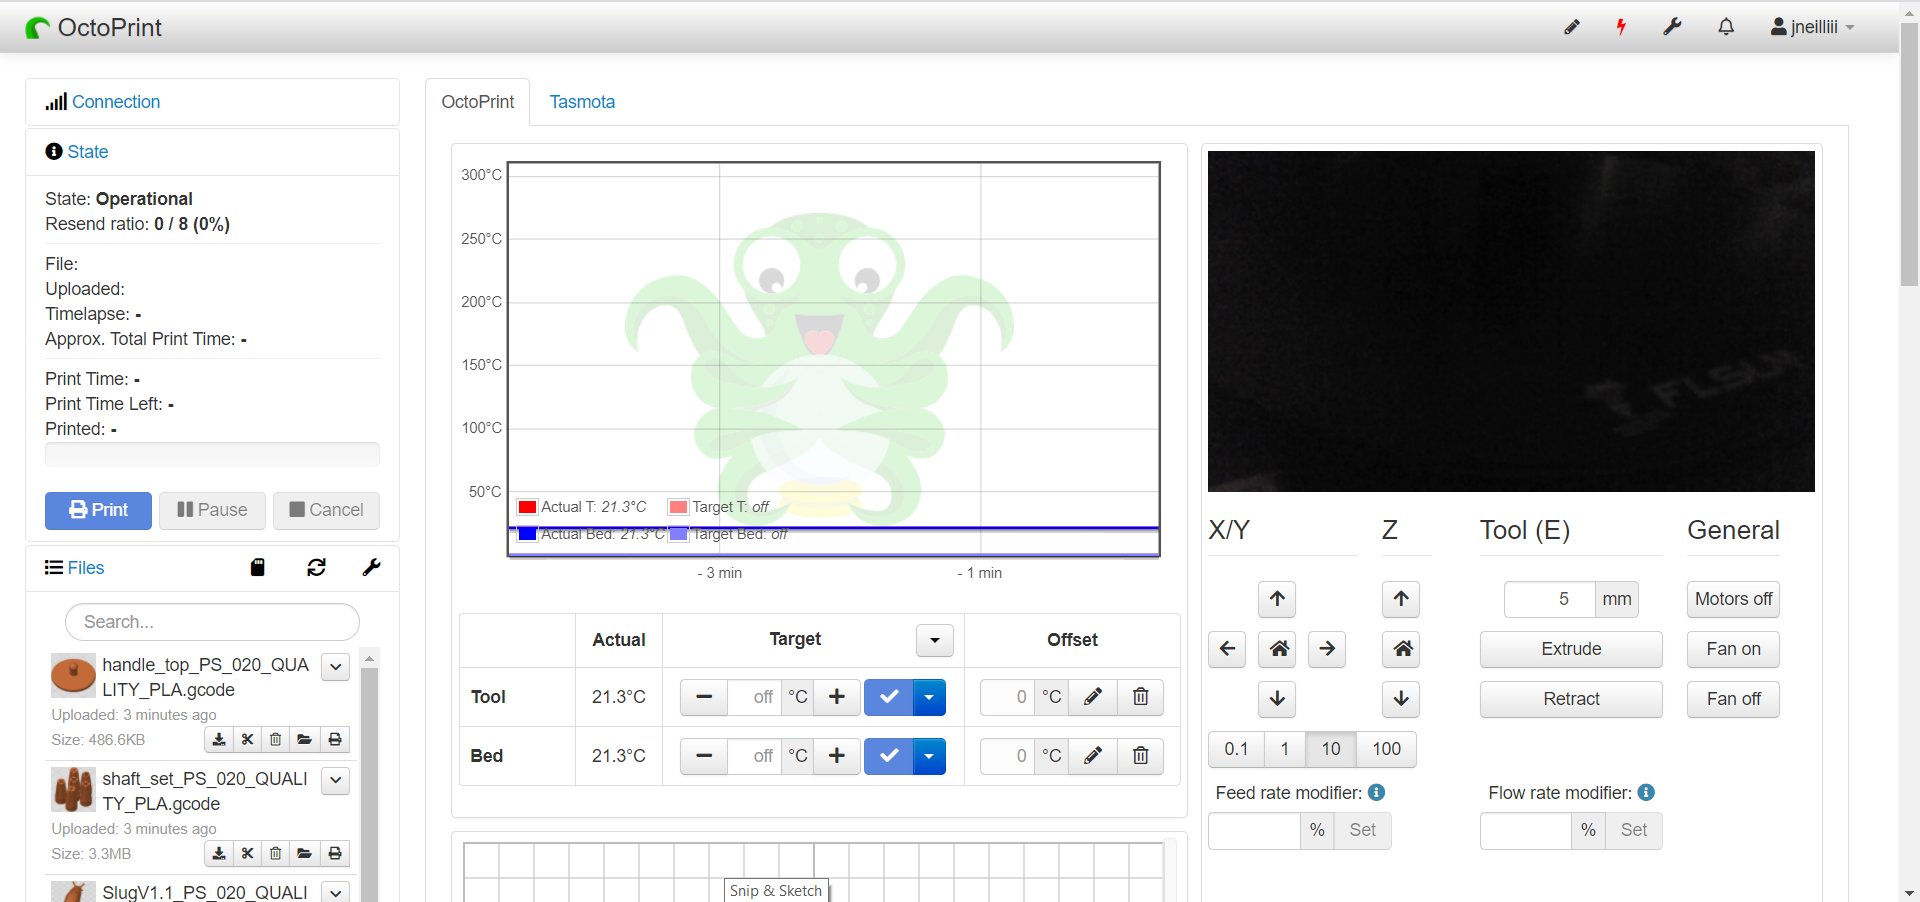 OctoPrint
jneilliii
Connection
State
State: Operational
Resend ratio: 0 / 8 (0%)
File:
Uploaded:
Timelapse: -
Approx. Total Print Time: -
Print Time: -
Print Time Left: -
Printed: -
Print
Pause
Cancel
Files
Search...
handle_top_PS_020_QUA
LITY_PLA.gcode
Uploaded: 3 minutes ago
Size: 486.6KB
shaft_set_PS_020_QUALI
TY_PLA.gcode
Uploaded: 3 minutes ago
Size: 3.3MB
SlugV1.1_PS_020_QUALI
OctoPrint
Tasmota
300°C
250°C
200°C
150°C
100°C
50°C
Actual T: 21.3°C
Target T: off
Actual Bed: 21.3°C
Target Bed: off
- 3 min
- 1 min
Actual
Target
Offset
Tool
21.3°C
off
°C
0
°C
Bed
21.3°C
off
°C
0
°C
Snip & Sketch
X/Y
Z
Tool (E)
General
5
mm
Motors off
Extrude
Fan on
Retract
Fan off
0.1
1
10
100
Feed rate modifier:
Flow rate modifier:
%
Set
%
Set